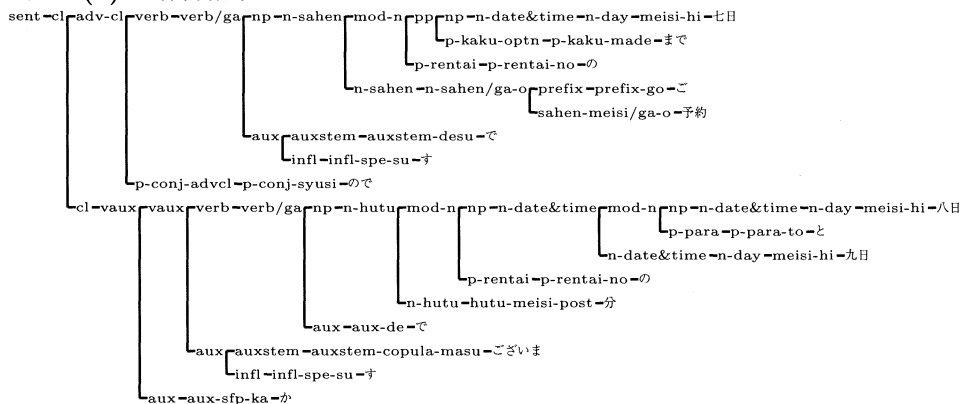 sent cl adv-cl verb verb/ga np n-sahen mod-n pp np n-date&time n-day meisi-hi 七日
p-kaku-optn p-kaku-made まで
p-rentai p-rentai-no の
n-sahen n-sahen/ga-o prefix prefix-go ご
sahen-meisi/ga-o 予約
aux auxstem auxstem-desu で
infl infl-spe-su す
p-conj-advcl p-conj-syusi ので
cl vaux vaux verb verb/ga np n-hutu mod-n np n-date&time mod-n np n-date&time n-day meisi-hi 八日
p-para p-para-to と
n-date&time n-day meisi-hi 九日
p-rentai p-rentai-no の
n-hutu hutu-meisi-post 分
aux aux-de で
aux auxstem auxstem-copula-masu ございま
infl infl-spe-su す
aux aux-sfp-ka か